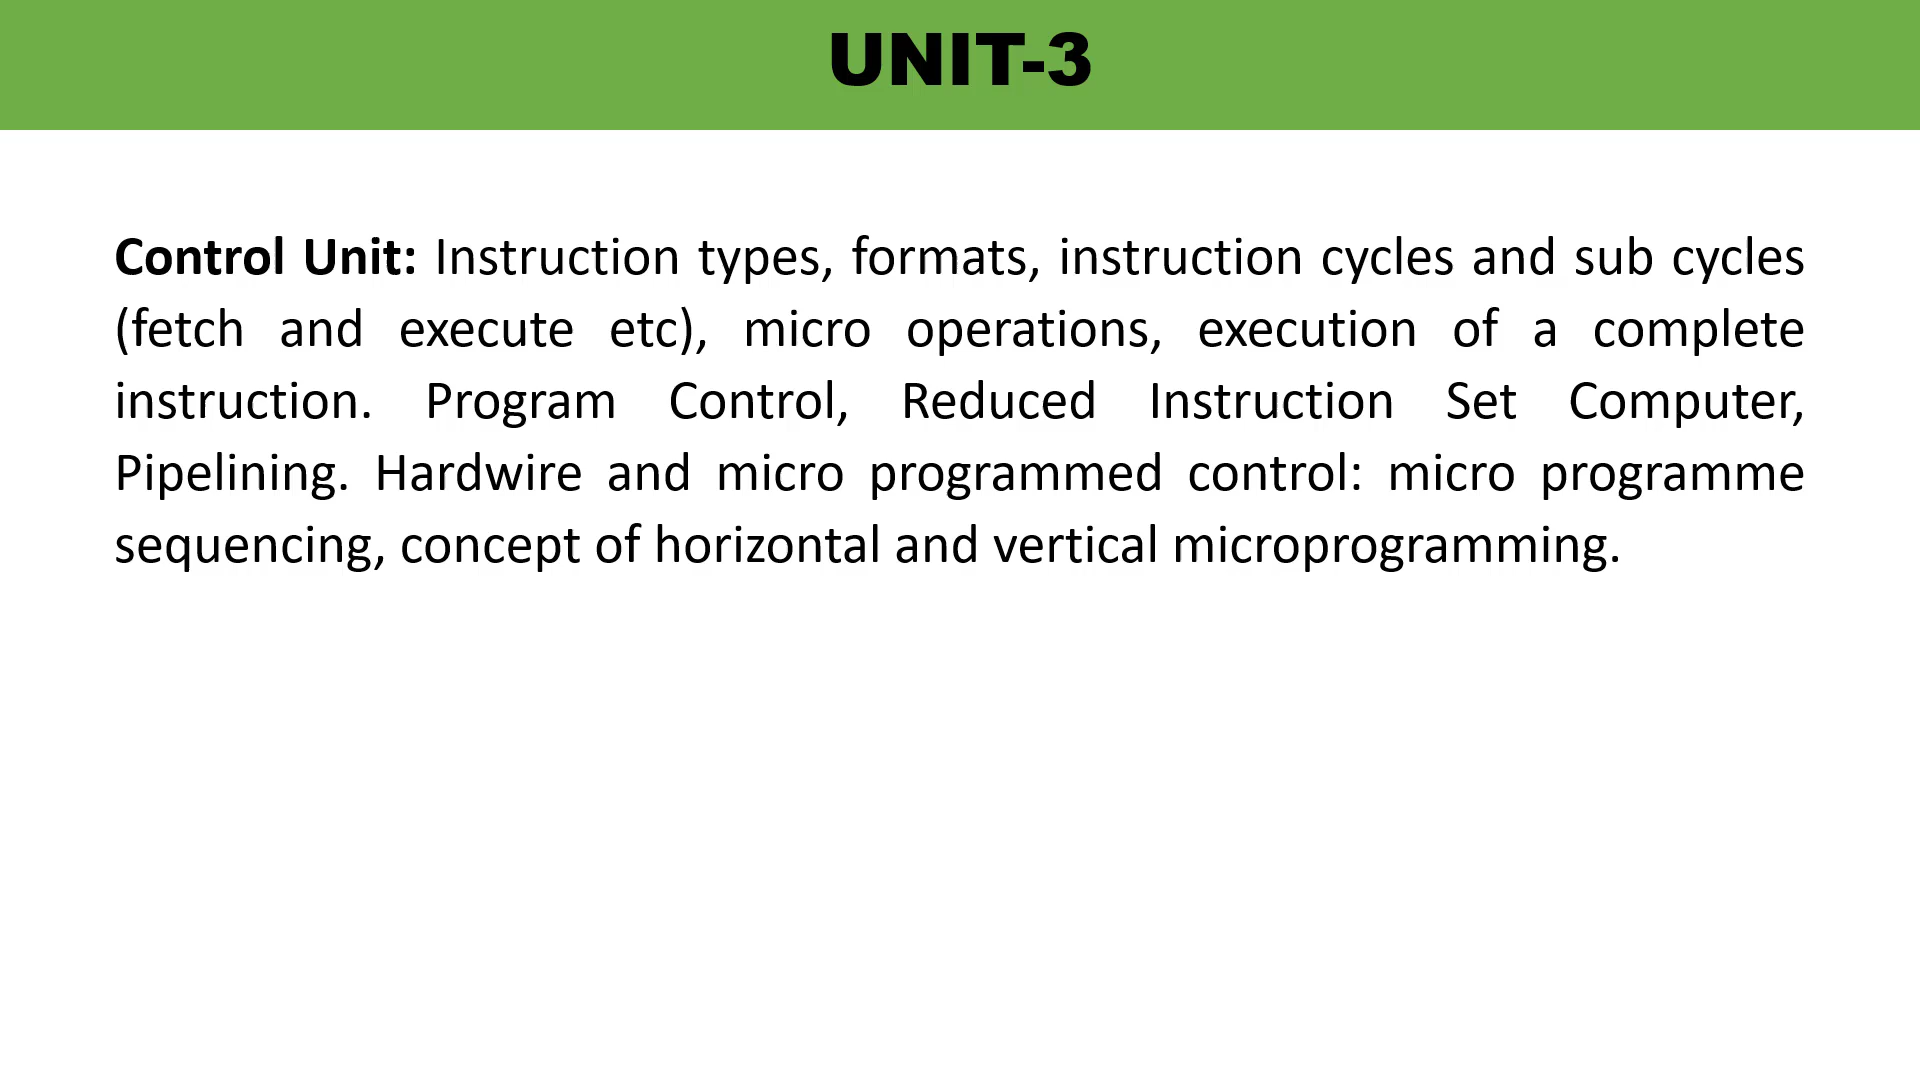 UNIT-3
Control Unit: Instruction types, formats, instruction cycles and sub cycles
(fetch and execute etc), micro operations, execution of a complete
instruction. Program Control, Reduced Instruction Set Computer,
Pipelining. Hardwire and micro programmed control: micro programme
sequencing, concept of horizontal and vertical microprogramming.